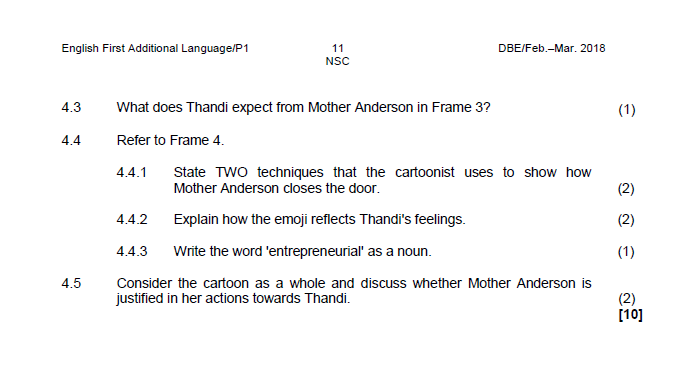 English First Additional Language/P1 11 DBE/Feb.–Mar. 2018
NSC
4.3 What does Thandi expect from Mother Anderson in Frame 3? (1)
4.4 Refer to Frame 4.
4.4.1 State TWO techniques that the cartoonist uses to show how
Mother Anderson closes the door. (2)
4.4.2 Explain how the emoji reflects Thandi's feelings. (2)
4.4.3 Write the word 'entrepreneurial' as a noun. (1)
4.5 Consider the cartoon as a whole and discuss whether Mother Anderson is
justified in her actions towards Thandi. (2)
[10]